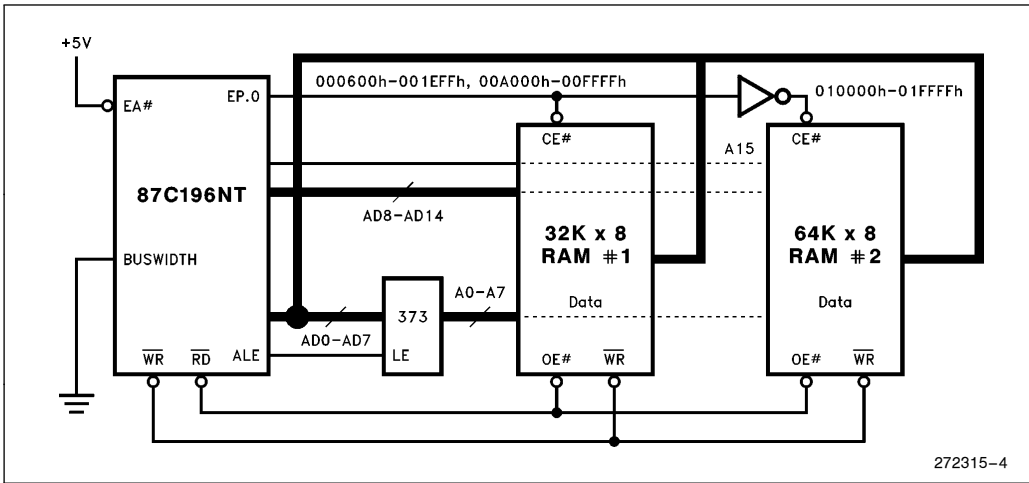 +5V
EA#
EP.0
000600h-001EFFh, 00A000h-00FFFFh
010000h-01FFFFh
CE#
CE#
A15
87C196NT
AD8-AD14
32K x 8
RAM #1
64K x 8
RAM #2
BUSWIDTH
373
A0-A7
Data
Data
AD0-AD7
WR
RD
ALE
LE
OE#
WR
OE#
WR
272315-4